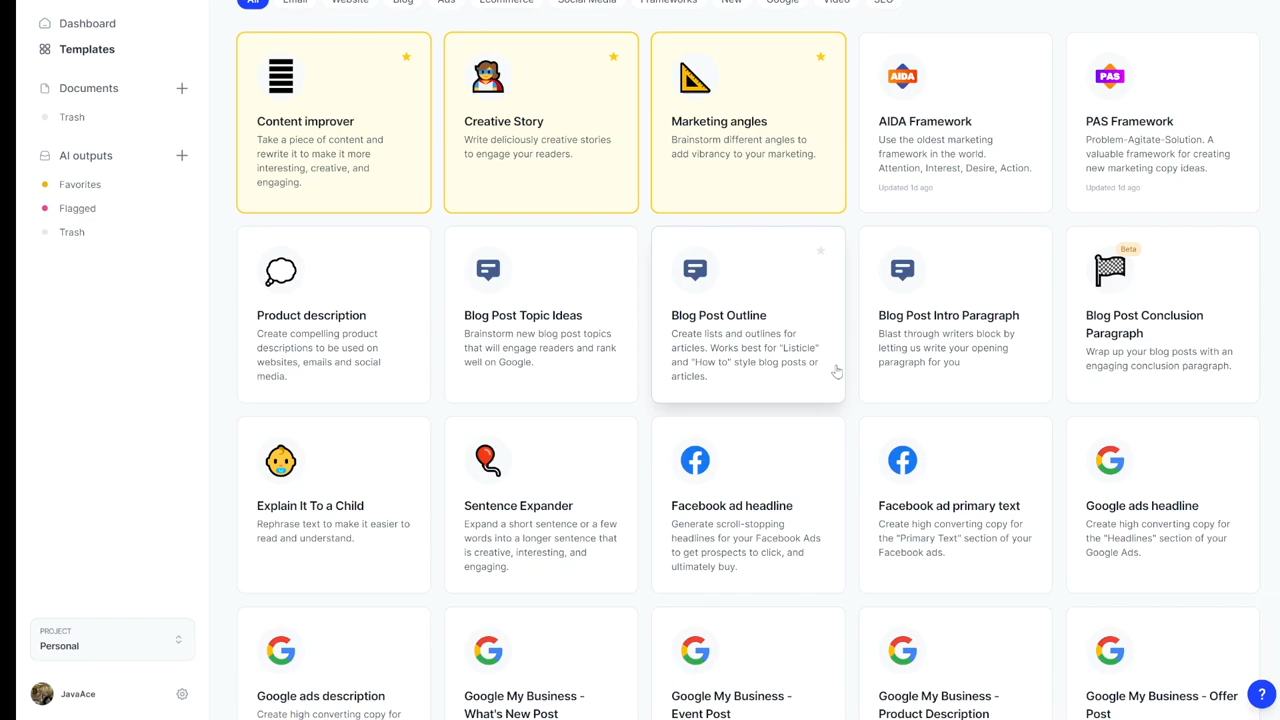 All Email Website Blog Ads Ecommerce Social Media Frameworks New Google Video SEO
Dashboard
Templates
Documents
Trash
AI outputs
Favorites
Flagged
Trash
PROJECT
Personal
JavaAce
Content improver
Take a piece of content and
rewrite it to make it more
interesting, creative, and
engaging.
Creative Story
Write deliciously creative stories
to engage your readers.
Marketing angles
Brainstorm different angles to
add vibrancy to your marketing.
AIDA
AIDA Framework
Use the oldest marketing
framework in the world.
Attention, Interest, Desire, Action.
Updated 1d ago
PAS
PAS Framework
Problem-Agitate-Solution. A
valuable framework for creating
new marketing copy ideas.
Updated 1d ago
Product description
Create compelling product
descriptions to be used on
websites, emails and social
media.
Blog Post Topic Ideas
Brainstorm new blog post topics
that will engage readers and rank
well on Google.
Blog Post Outline
Create lists and outlines for
articles. Works best for "Listicle"
and "How to" style blog posts or
articles.
Blog Post Intro Paragraph
Blast through writers block by
letting us write your opening
paragraph for you
Beta
Blog Post Conclusion
Paragraph
Wrap up your blog posts with an
engaging conclusion paragraph.
Explain It To a Child
Rephrase text to make it easier to
read and understand.
Sentence Expander
Expand a short sentence or a few
words into a longer sentence that
is creative, interesting, and
engaging.
Facebook ad headline
Generate scroll-stopping
headlines for your Facebook Ads
to get prospects to click, and
ultimately buy.
Facebook ad primary text
Create high converting copy for
the "Primary Text" section of your
Facebook ads.
Google ads headline
Create high converting copy for
the "Headlines" section of your
Google Ads.
Google ads description
Create high converting copy for
Google My Business -
What's New Post
Google My Business -
Event Post
Google My Business -
Product Description
Google My Business - Offer
Post
?